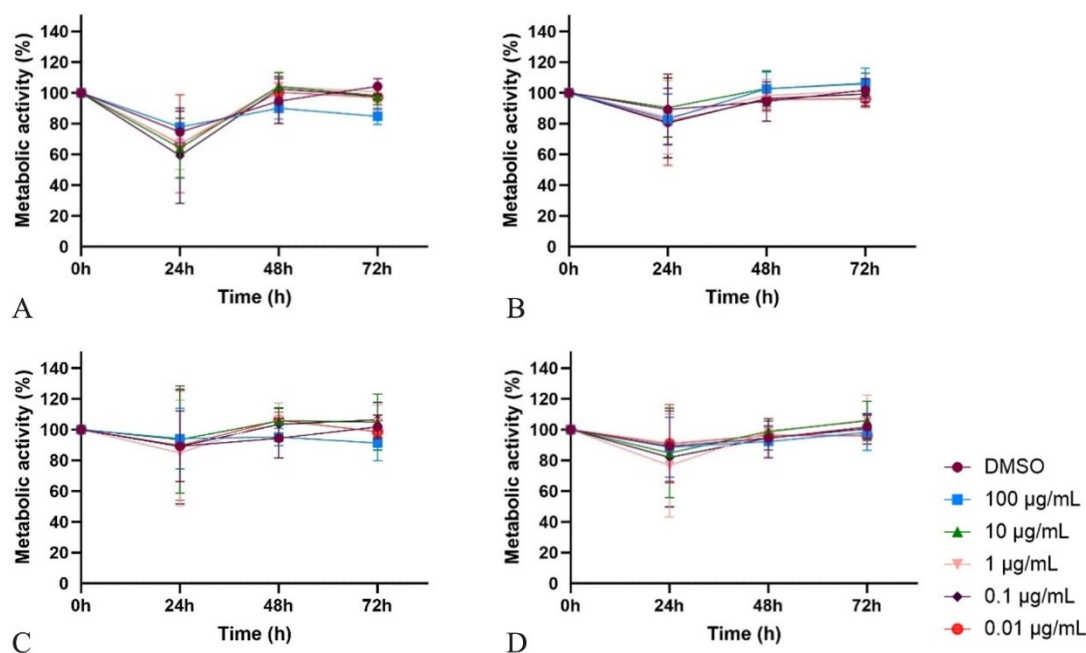 Metabolic activity (%)
140
120
100
80
60
40
20
0
0h 24h 48h 72h
Time (h)
A
Metabolic activity (%)
140
120
100
80
60
40
20
0
0h 24h 48h 72h
Time (h)
B
Metabolic activity (%)
140
120
100
80
60
40
20
0
0h 24h 48h 72h
Time (h)
C
Metabolic activity (%)
140
120
100
80
60
40
20
0
0h 24h 48h 72h
Time (h)
D
DMSO
100 µg/mL
10 µg/mL
1 µg/mL
0.1 µg/mL
0.01 µg/mL